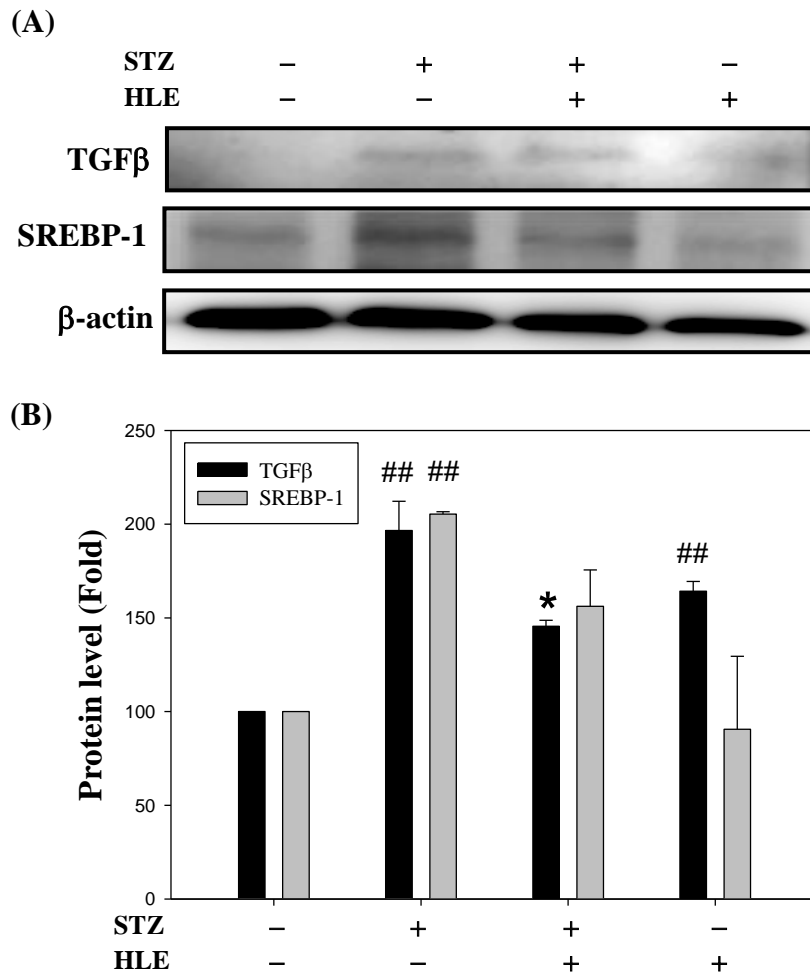 (A)
STZ – + + –
HLE – – + +
TGFβ
SREBP-1
β-actin
(B)
250
200
150
100
50
0
Protein level (Fold)
TGFβ
SREBP-1
## ##
*
##
STZ – + + –
HLE – – + +